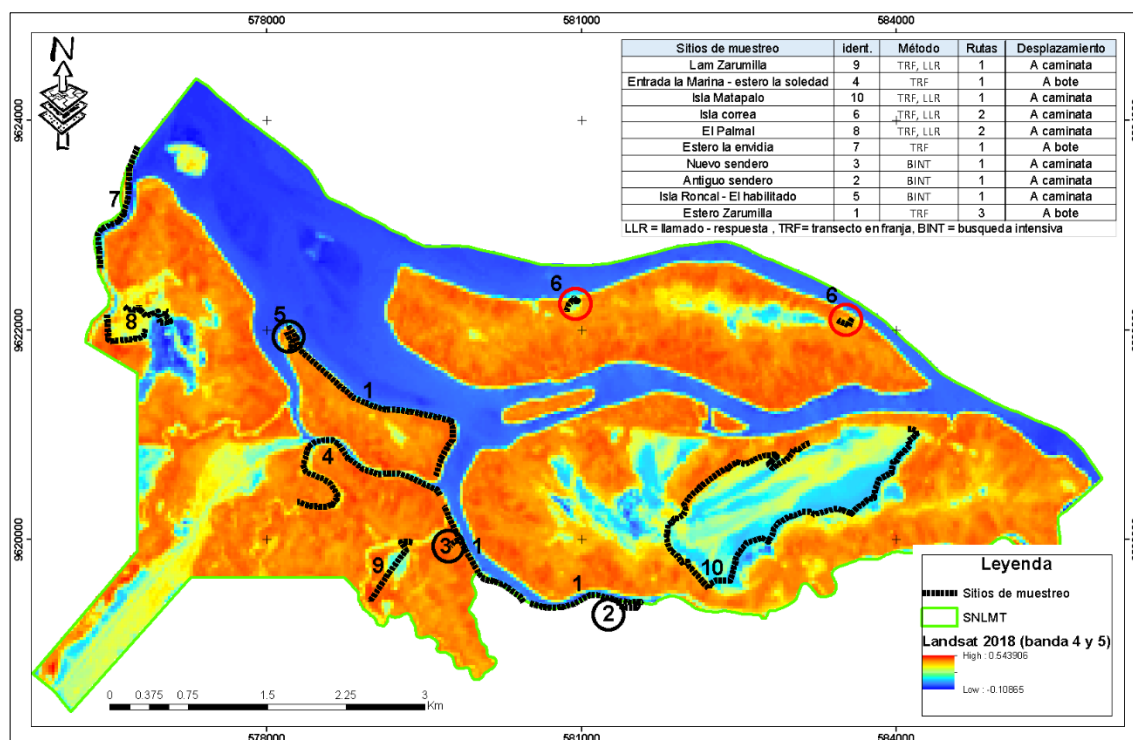 578000 581000 584000
N
Sitios de muestreo ident. Método Rutas Desplazamiento
Lam Zarumilla 9 TRF, LLR 1 A caminata
Entrada la Marina - estero la soledad 4 TRF 1 A bote
Isla Matapalo 10 TRF, LLR 1 A caminata
Isla correa 6 TRF, LLR 2 A caminata
El Palmal 8 TRF, LLR 2 A caminata
Estero la envidia 7 TRF 1 A bote
Nuevo sendero 3 BINT 1 A caminata
Antiguo sendero 2 BINT 1 A caminata
Isla Roncal - El habilitado 5 BINT 1 A caminata
Estero Zarumilla 1 TRF 3 A bote
LLR = llamado - respuesta , TRF= transecto en franja, BINT = busqueda intensiva
9624000
7
6
6
8
5
9622000
1
4
3
1
9
10
1
2
Leyenda
Sitios de muestreo
SNLMT
Landsat 2018 (banda 4 y 5)
High : 0.543906
Low : -0.10865
0 0.375 0.75 1.5 2.25 3
Km
578000 581000 584000